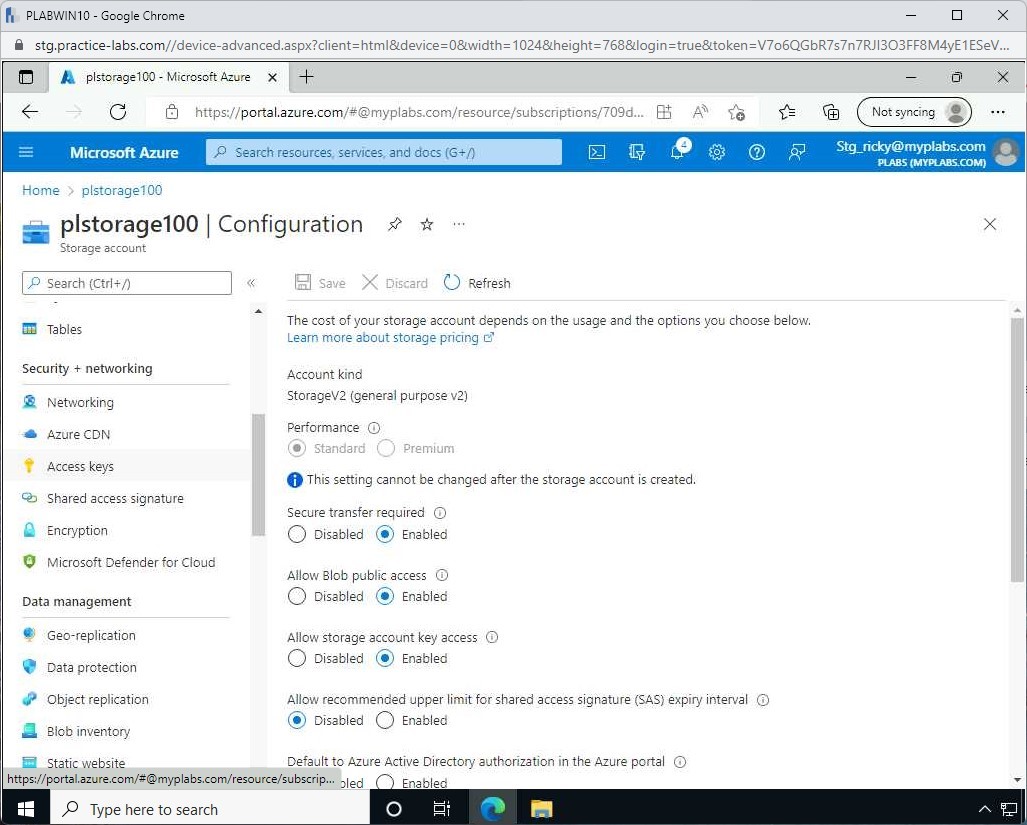 PLABWIN10 - Google Chrome
stg.practice-labs.com//device-advanced.aspx?client=html&device=0&width=1024&height=768&login=true&token=V7o6QGbR7s7n7RJI3O3FF8M4yE1ESeV...
plstorage100 - Microsoft Azure
https://portal.azure.com/#@myplabs.com/resource/subscriptions/709d...
Not syncing
Microsoft Azure
Search resources, services, and docs (G+/)
4
Stg_ricky@myplabs.com
PLABS (MYPLABS.COM)
Home > plstorage100
plstorage100 | Configuration
Storage account
Search (Ctrl+/)
Save
Discard
Refresh
Tables
Security + networking
Networking
Azure CDN
Access keys
Shared access signature
Encryption
Microsoft Defender for Cloud
Data management
Geo-replication
Data protection
Object replication
Blob inventory
Static website
The cost of your storage account depends on the usage and the options you choose below.
Learn more about storage pricing
Account kind
StorageV2 (general purpose v2)
Performance
Standard Premium
This setting cannot be changed after the storage account is created.
Secure transfer required
Disabled Enabled
Allow Blob public access
Disabled Enabled
Allow storage account key access
Disabled Enabled
Allow recommended upper limit for shared access signature (SAS) expiry interval
Disabled Enabled
Default to Azure Active Directory authorization in the Azure portal
bled Enabled
https://portal.azure.com/#@myplabs.com/resource/subscrip...
Type here to search